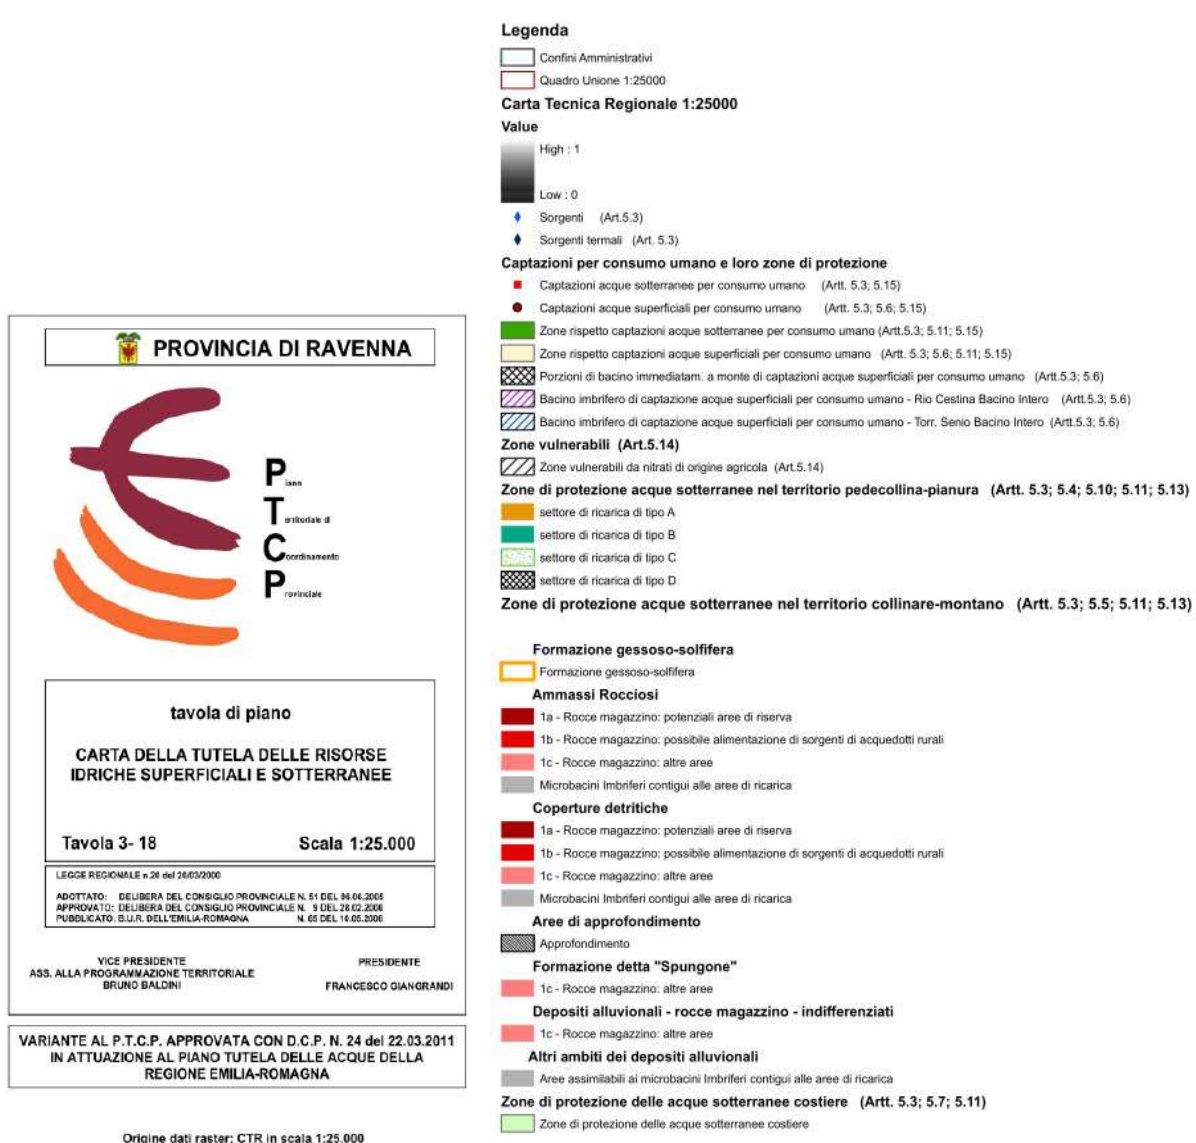 PROVINCIA DI RAVENNA
Piano
Territoriale di
Coordinamento
Provinciale
tavola di piano
CARTA DELLA TUTELA DELLE RISORSE
IDRICHE SUPERFICIALI E SOTTERRANEE
Tavola 3- 18 Scala 1:25.000
LEGGE REGIONALE n.20 del 20/03/2000
ADOTTATO: DELIBERA DEL CONSIGLIO PROVINCIALE N. 51 DEL 06.06.2005
APPROVATO: DELIBERA DEL CONSIGLIO PROVINCIALE N. 9 DEL 28.02.2006
PUBBLICATO: B.U.R. DELL'EMILIA-ROMAGNA N. 65 DEL 10.05.2006
VICE PRESIDENTE
ASS. ALLA PROGRAMMAZIONE TERRITORIALE
BRUNO BALDINI
PRESIDENTE
FRANCESCO GIANGRANDI
VARIANTE AL P.T.C.P. APPROVATA CON D.C.P. N. 24 del 22.03.2011
IN ATTUAZIONE AL PIANO TUTELA DELLE ACQUE DELLA
REGIONE EMILIA-ROMAGNA
Origine dati raster: CTR in scala 1:25.000
Legenda
Confini Amministrativi
Quadro Unione 1:25000
Carta Tecnica Regionale 1:25000
Value
High : 1
Low : 0
Sorgenti (Art.5.3)
Sorgenti termali (Art. 5.3)
Captazioni per consumo umano e loro zone di protezione
Captazioni acque sotterranee per consumo umano (Artt. 5.3; 5.15)
Captazioni acque superficiali per consumo umano (Artt. 5.3; 5.6; 5.15)
Zone rispetto captazioni acque sotterranee per consumo umano (Artt.5.3; 5.11; 5.15)
Zone rispetto captazioni acque superficiali per consumo umano (Artt. 5.3; 5.6; 5.11; 5.15)
Porzioni di bacino immediatam. a monte di captazioni acque superficiali per consumo umano (Artt.5.3; 5.6)
Bacino imbrifero di captazione acque superficiali per consumo umano - Rio Cestina Bacino Intero (Artt.5.3; 5.6)
Bacino imbrifero di captazione acque superficiali per consumo umano - Torr. Senio Bacino Intero (Artt.5.3; 5.6)
Zone vulnerabili (Art.5.14)
Zone vulnerabili da nitrati di origine agricola (Art.5.14)
Zone di protezione acque sotterranee nel territorio pedecollina-pianura (Artt. 5.3; 5.4; 5.10; 5.11; 5.13)
settore di ricarica di tipo A
settore di ricarica di tipo B
settore di ricarica di tipo C
settore di ricarica di tipo D
Zone di protezione acque sotterranee nel territorio collinare-montano (Artt. 5.3; 5.5; 5.11; 5.13)
Formazione gessoso-solfifera
Formazione gessoso-solfifera
Ammassi Rocciosi
1a - Rocce magazzino: potenziali aree di riserva
1b - Rocce magazzino: possibile alimentazione di sorgenti di acquedotti rurali
1c - Rocce magazzino: altre aree
Microbacini Imbriferi contigui alle aree di ricarica
Coperture detritiche
1a - Rocce magazzino: potenziali aree di riserva
1b - Rocce magazzino: possibile alimentazione di sorgenti di acquedotti rurali
1c - Rocce magazzino: altre aree
Microbacini Imbriferi contigui alle aree di ricarica
Aree di approfondimento
Approfondimento
Formazione detta "Spungone"
1c - Rocce magazzino: altre aree
Depositi alluvionali - rocce magazzino - indifferenziati
1c - Rocce magazzino: altre aree
Altri ambiti dei depositi alluvionali
Aree assimilabili ai microbacini Imbriferi contigui alle aree di ricarica
Zone di protezione delle acque sotterranee costiere (Artt. 5.3; 5.7; 5.11)
Zone di protezione delle acque sotterranee costiere